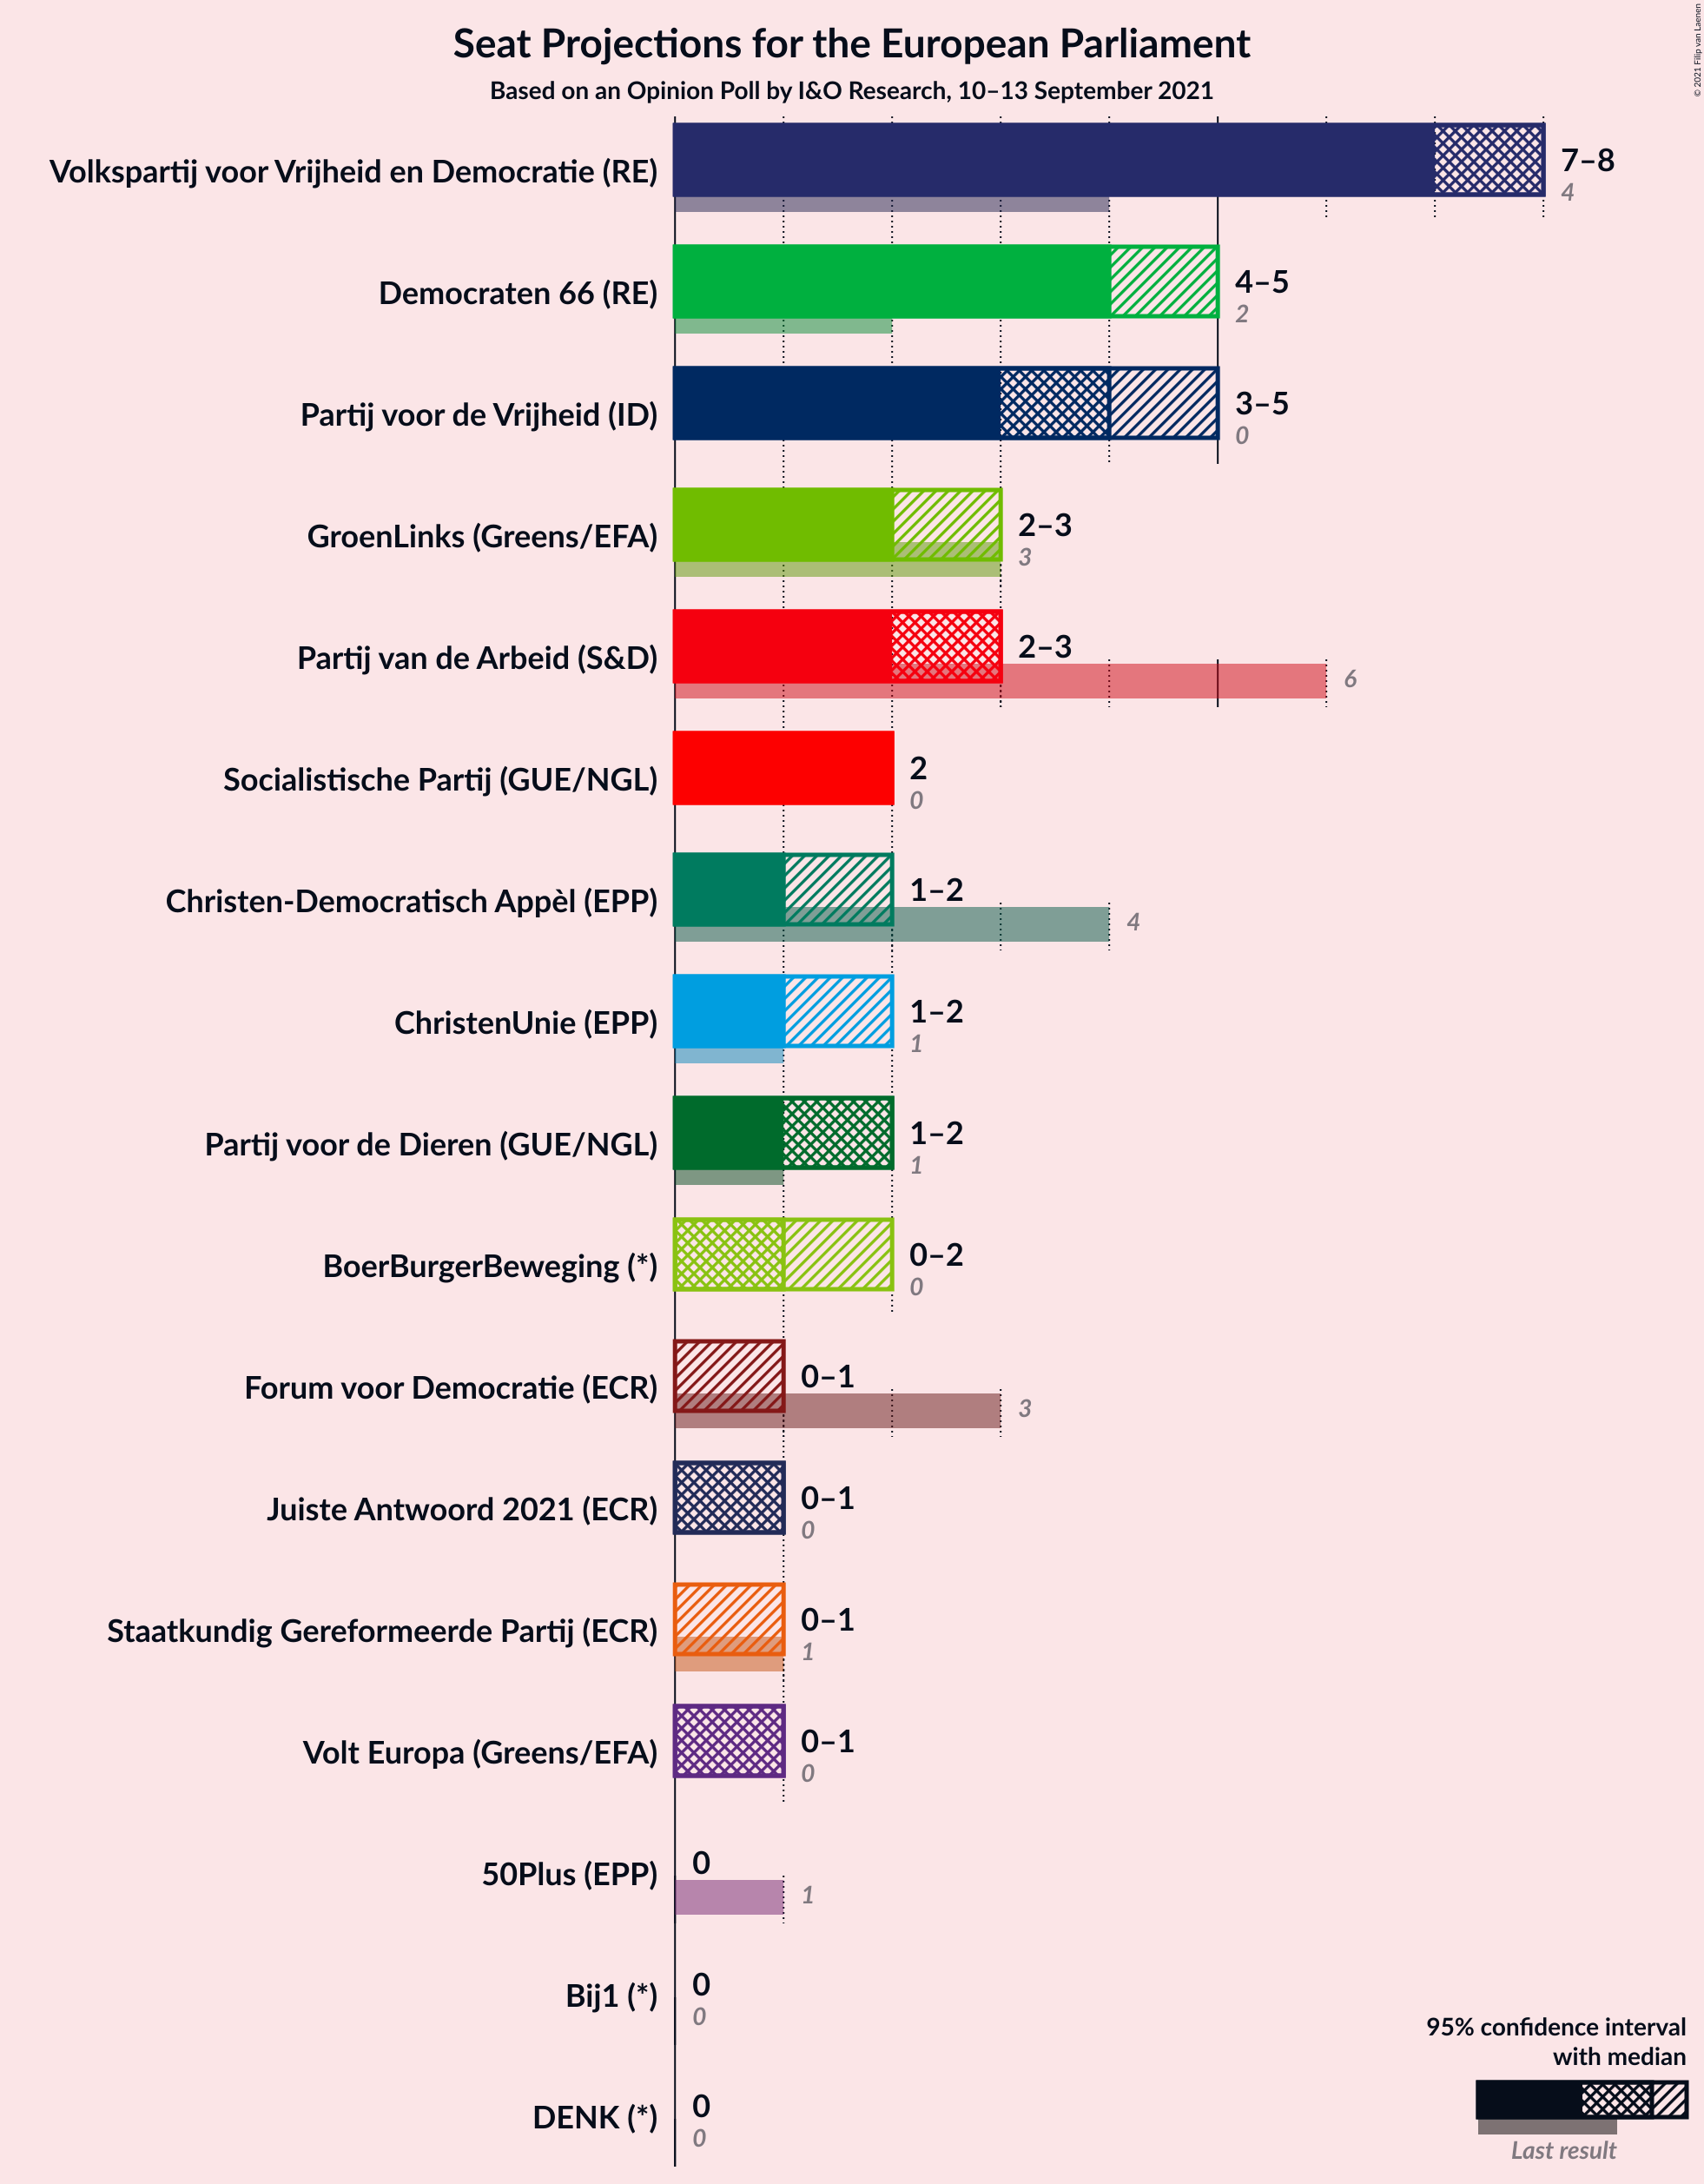 Seat Projections for the European Parliament
Based on an Opinion Poll by I&O Research, 10–13 September 2021
© 2021 Filip van Laenen
Volkspartij voor Vrijheid en Democratie (RE)
7–8
4
Democraten 66 (RE)
4–5
2
Partij voor de Vrijheid (ID)
3–5
0
GroenLinks (Greens/EFA)
2–3
3
Partij van de Arbeid (S&D)
2–3
6
Socialistische Partij (GUE/NGL)
2
0
Christen-Democratisch Appèl (EPP)
1–2
4
ChristenUnie (EPP)
1–2
1
Partij voor de Dieren (GUE/NGL)
1–2
1
BoerBurgerBeweging (*)
0–2
0
Forum voor Democratie (ECR)
0–1
3
Juiste Antwoord 2021 (ECR)
0–1
0
Staatkundig Gereformeerde Partij (ECR)
0–1
1
Volt Europa (Greens/EFA)
0–1
0
50Plus (EPP)
0
1
Bij1 (*)
0
0
DENK (*)
0
0
95% confidence interval
with median
Last result